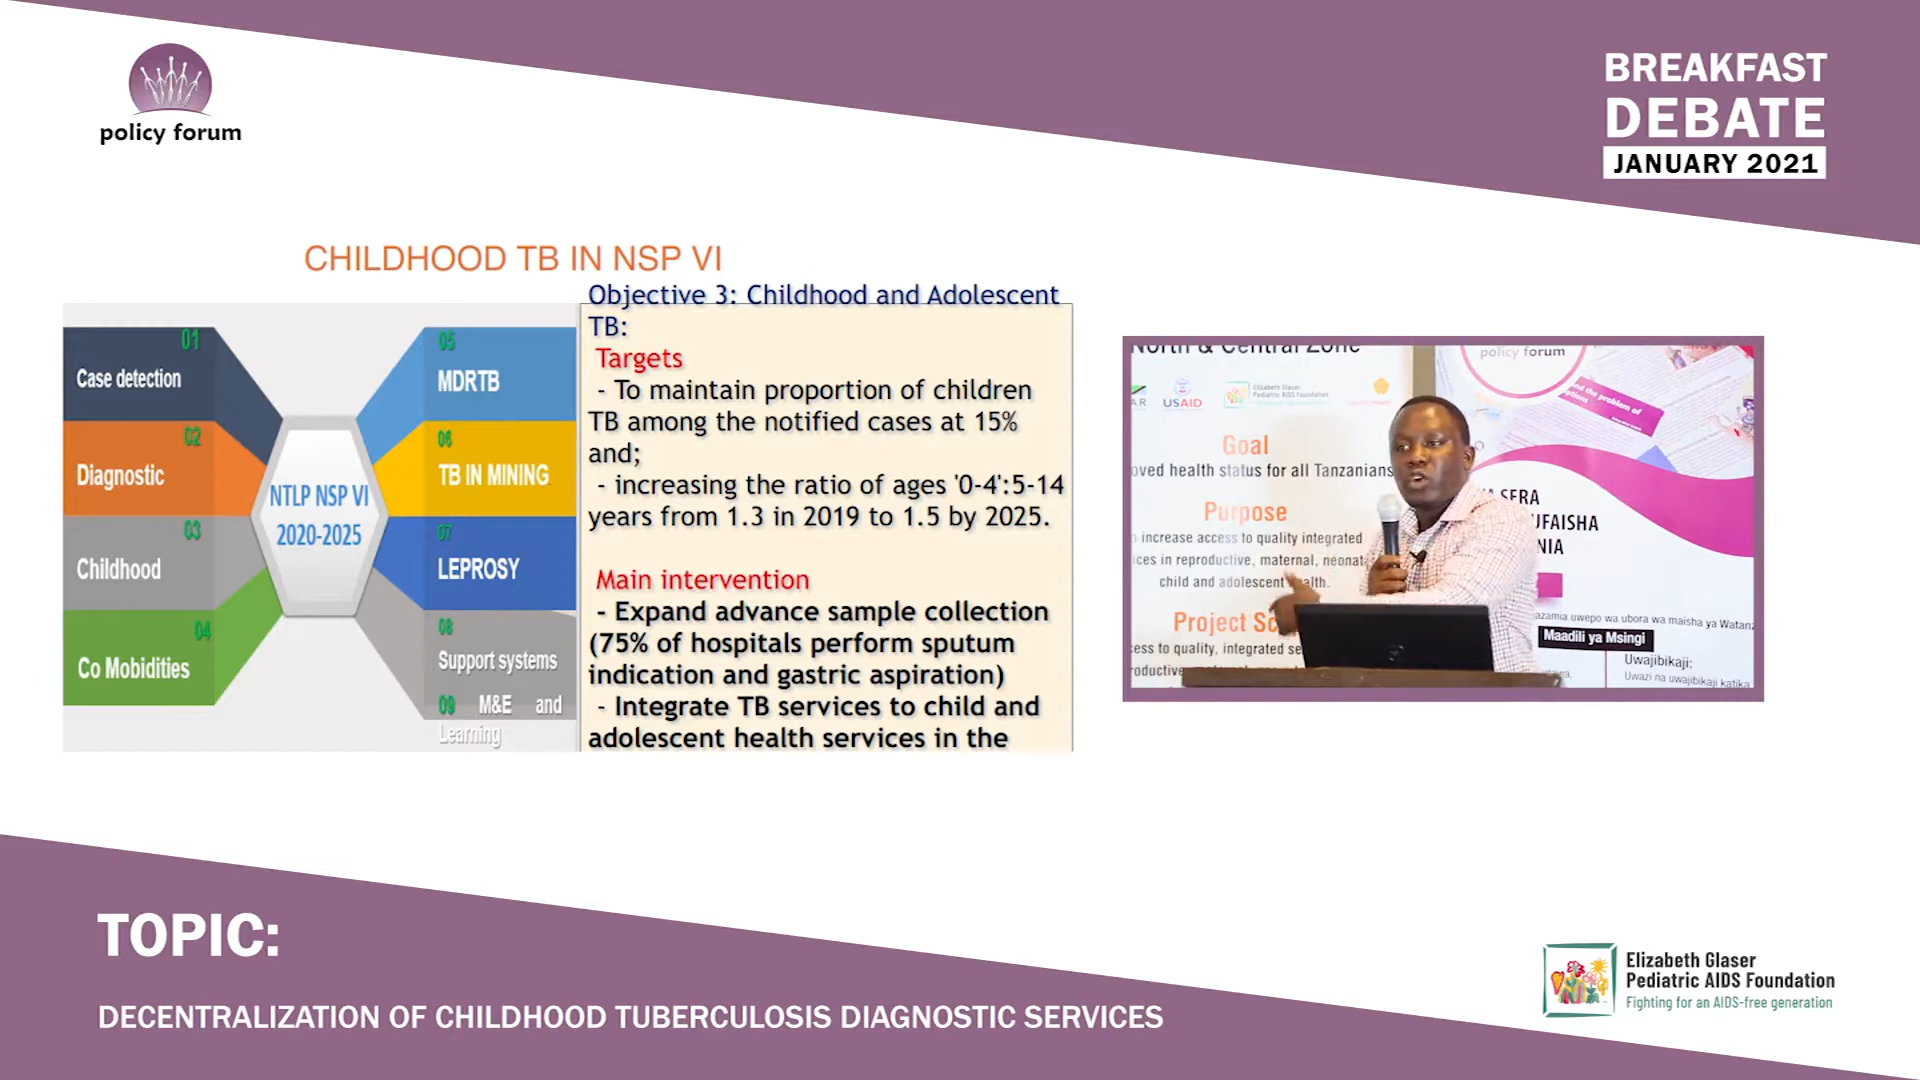 policy forum
BREAKFAST
DEBATE
JANUARY 2021
CHILDHOOD TB IN NSP VI
01
Case detection
02
Diagnostic
03
Childhood
04
Co Mobidities
NTLP NSP VI
2020-2025
05
MDRTB
06
TB IN MINING
07
LEPROSY
08
Support systems
09 M&E and
Learning
Objective 3: Childhood and Adolescent
TB:
Targets
- To maintain proportion of children
TB among the notified cases at 15%
and;
- increasing the ratio of ages '0-4':5-14
years from 1.3 in 2019 to 1.5 by 2025.
Main intervention
- Expand advance sample collection
(75% of hospitals perform sputum
indication and gastric aspiration)
- Integrate TB services to child and
adolescent health services in the
North & Central Zone
USAID
Elizabeth Glaser
Pediatric AIDS Foundation
Goal
oved health status for all Tanzanians
Purpose
increase access to quality integrated
ices in reproductive, maternal, neonat
child and adolescent health.
Project Sc
ess to quality, integrated se
roductive
policy forum
and the problem of
SERA
UFAISHA
NIA
azamia uwepo wa ubora wa maisha ya Watanz
Maadili ya Msingi
Uwajibikaji:
Uwazi na uwajibikaji katika
TOPIC:
DECENTRALIZATION OF CHILDHOOD TUBERCULOSIS DIAGNOSTIC SERVICES
Elizabeth Glaser
Pediatric AIDS Foundation
Fighting for an AIDS-free generation